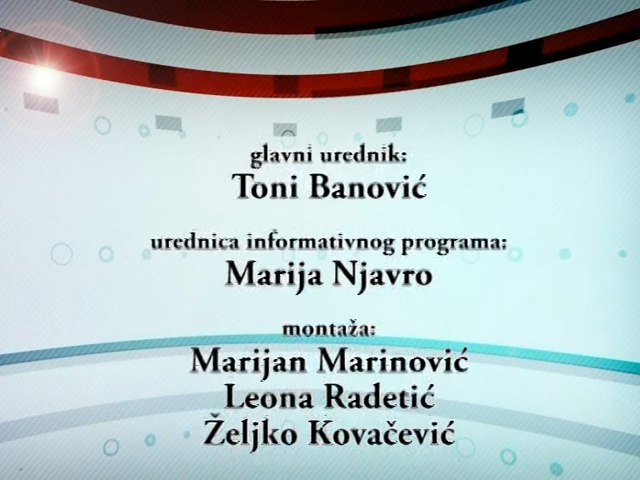 glavni urednik:
Toni Banović
urednica informativnog programa:
Marija Njavro
montaža:
Marijan Marinović
Leona Radetić
Željko Kovačević